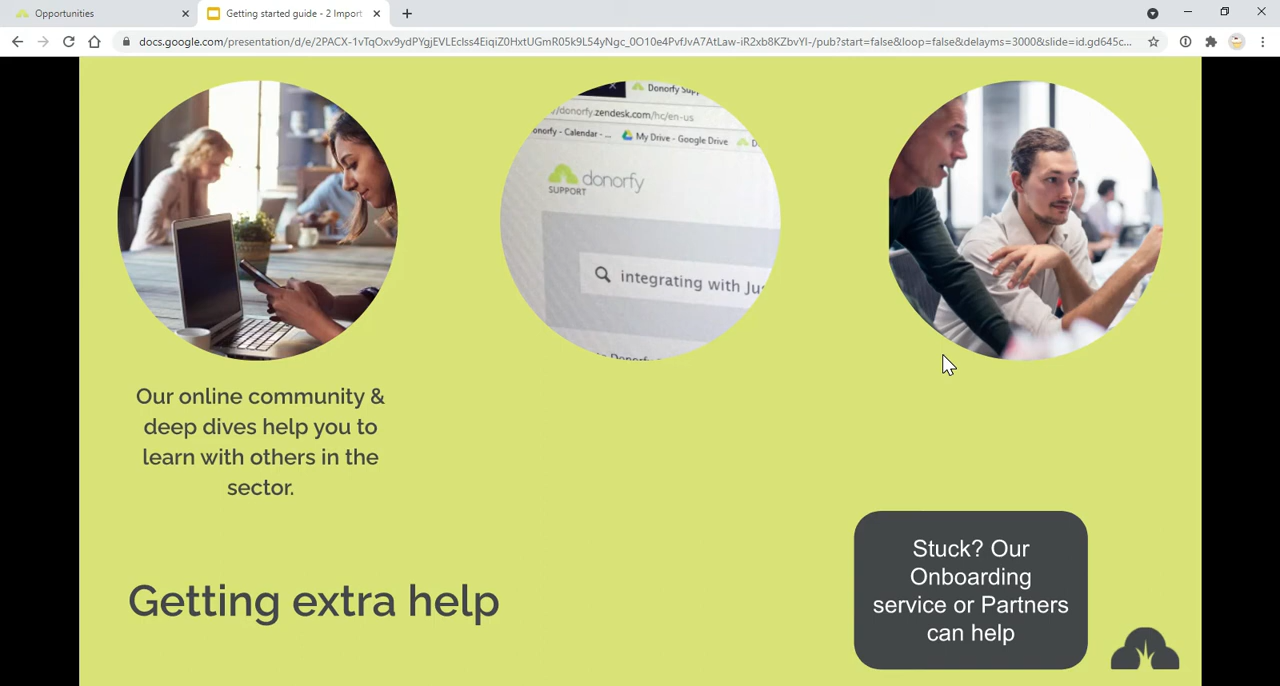 Opportunities
Getting started guide - 2 Import
docs.google.com/presentation/d/e/2PACX-1vTqOxv9ydPYgjEVLEclss4EiqiZ0HxtUGmR05k9L54yNgc_0O10e4PvfJvA7AtLaw-iR2xb8KZbvYI-/pub?start=false&loop=false&delayms=3000&slide=id.gd645c...
Donorfy Sup
/donorfy.zendesk.com/hc/en-us
onorfy - Calendar - ... My Drive - Google Drive
donorfy
SUPPORT
integrating with Ju
Our online community &
deep dives help you to
learn with others in the
sector.
Getting extra help
Stuck? Our
Onboarding
service or Partners
can help